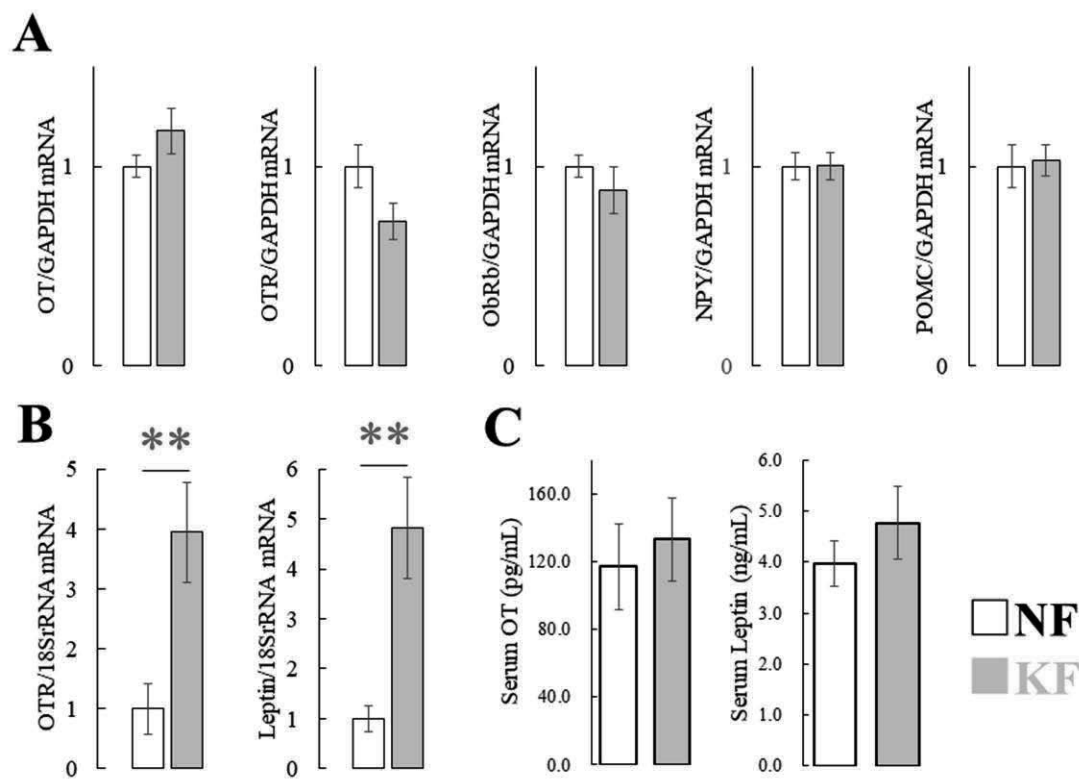 A
OT/GAPDH mRNA
1
0
OTR/GAPDH mRNA
1
0
ObRb/GAPDH mRNA
1
0
NPY/GAPDH mRNA
1
0
POMC/GAPDH mRNA
1
0
B
**
OTR/18SrRNA mRNA
5
4
3
2
1
0
**
Leptin/18SrRNA mRNA
6
5
4
3
2
1
0
C
Serum OT (pg/mL)
160.0
120.0
80.0
40.0
0.0
Serum Leptin (ng/mL)
6.0
5.0
4.0
3.0
2.0
1.0
0.0
NF
KF